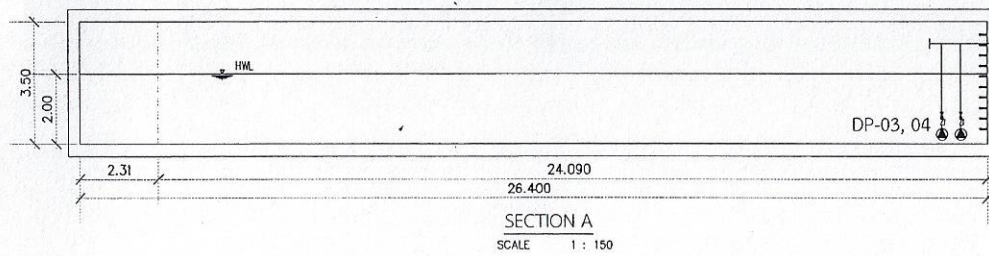 HWL
3.50
2.00
DP-03, 04
2.31
24.090
26.400
SECTION A
SCALE 1 : 150